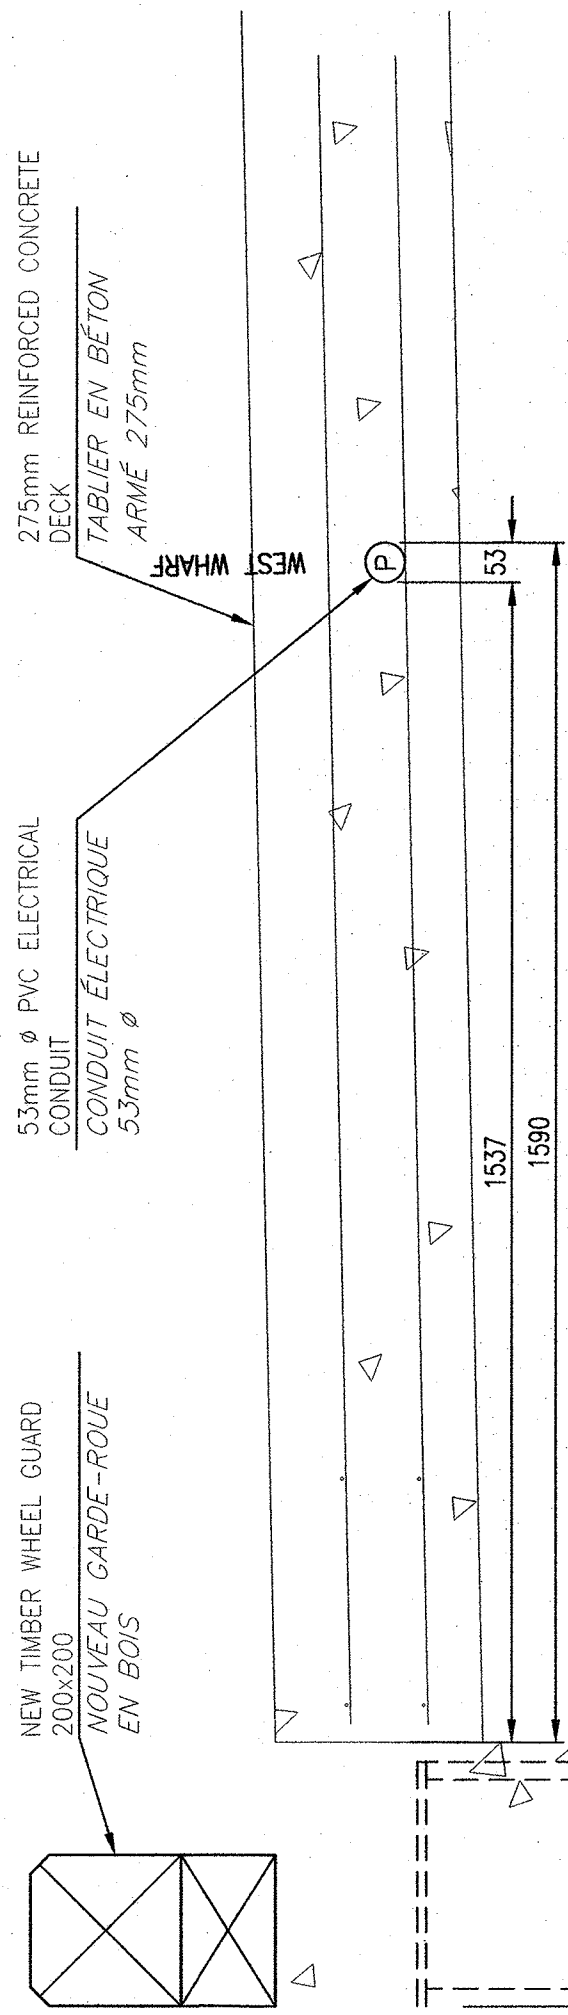 NEW TIMBER WHEEL GUARD
200x200
NOUVEAU GARDE-ROUE
EN BOIS
53mm ø PVC ELECTRICAL
CONDUIT
CONDUIT ÉLECTRIQUE
53mm ø
275mm REINFORCED CONCRETE
DECK
TABLIER EN BÉTON
ARMÉ 275mm
WEST WHARF
P
53
1537
1590